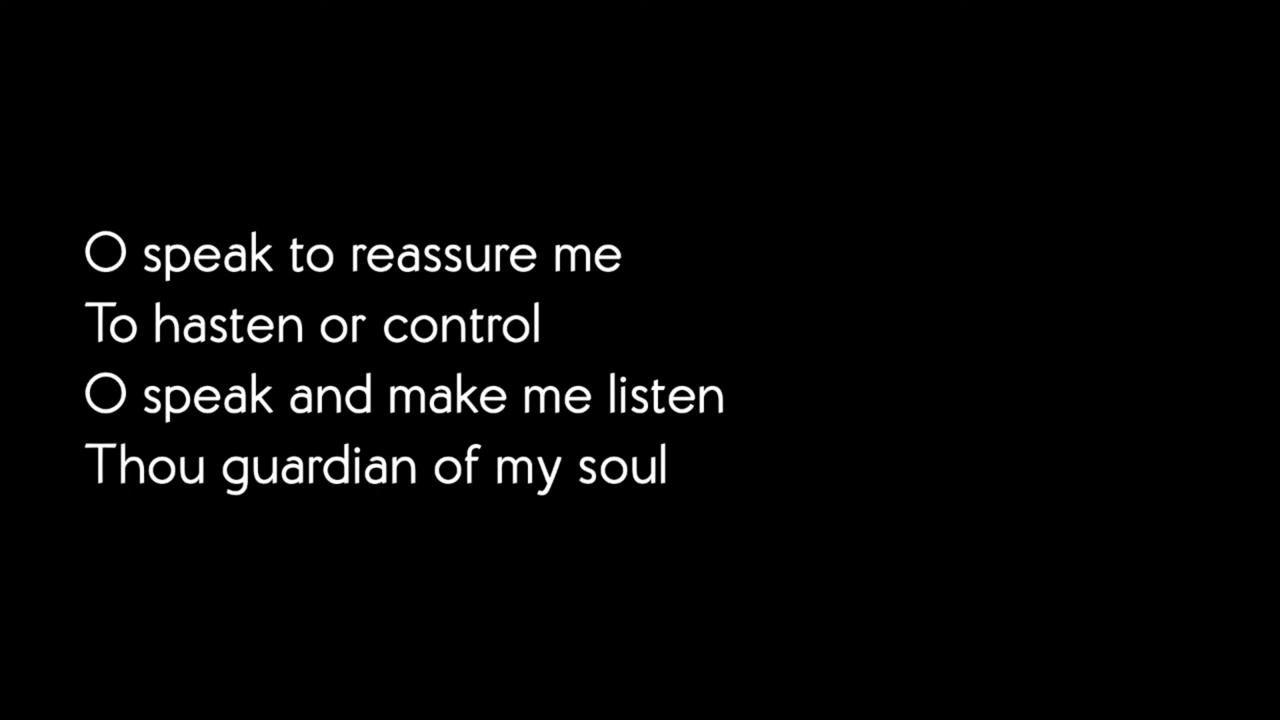 O speak to reassure me
To hasten or control
O speak and make me listen
Thou guardian of my soul